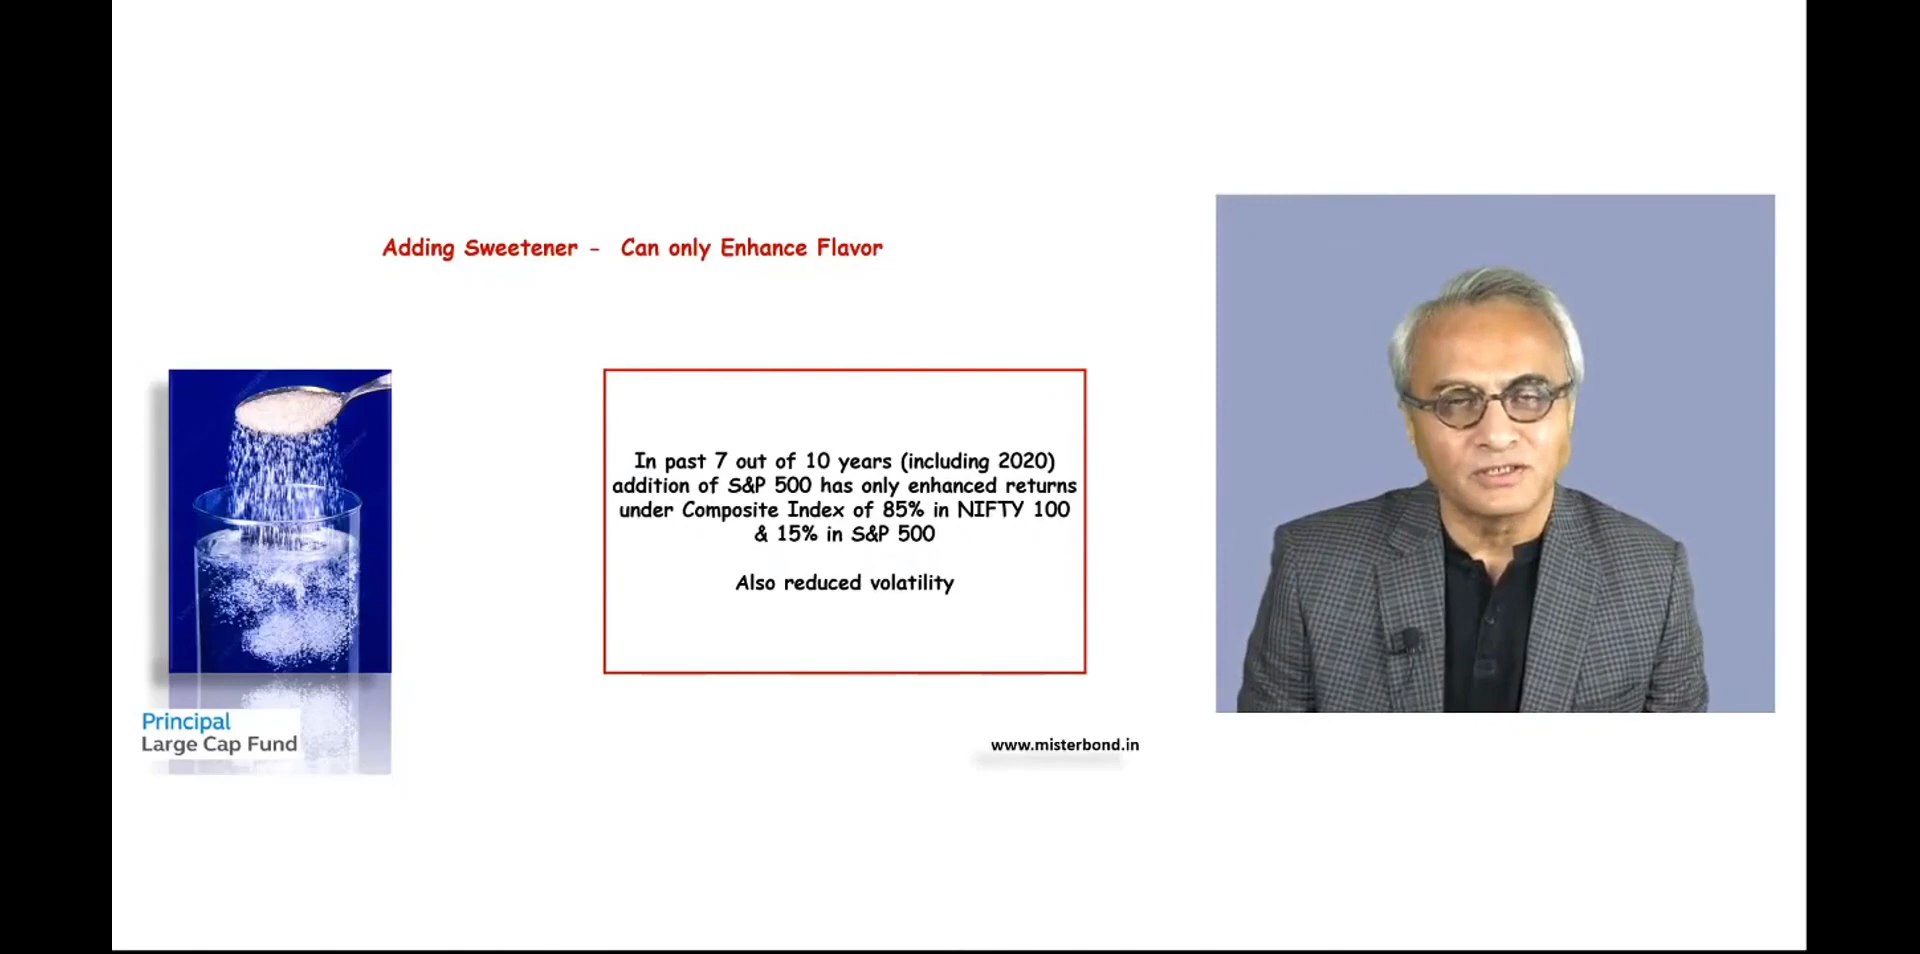 Adding Sweetener - Can only Enhance Flavor
In past 7 out of 10 years (including 2020)
addition of S&P 500 has only enhanced returns
under Composite Index of 85% in NIFTY 100
& 15% in S&P 500
Also reduced volatility
Principal
Large Cap Fund
www.misterbond.in